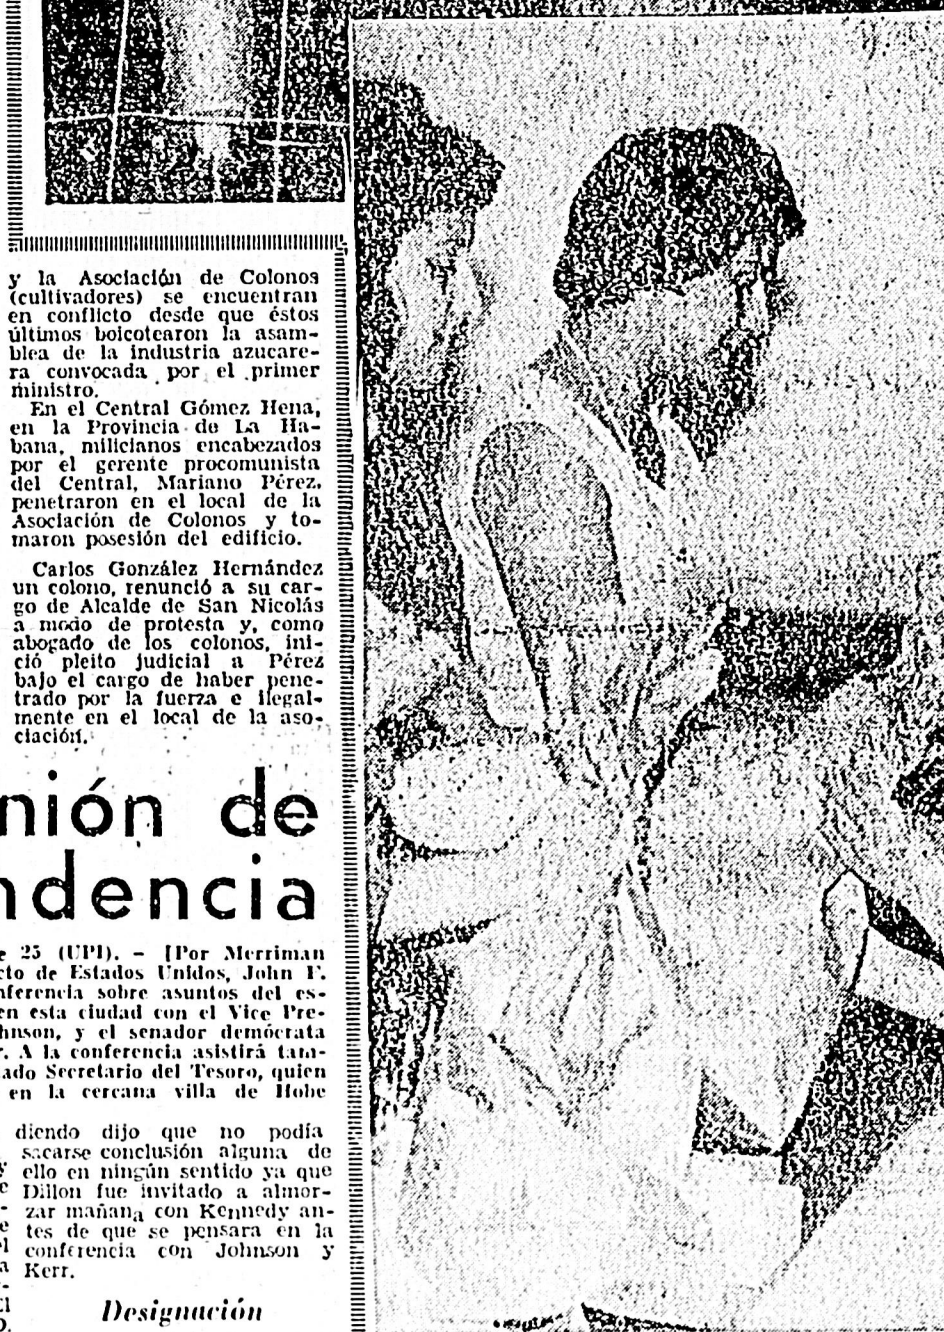 y la Asociación de Colonos
(cultivadores) se encuentran
en conflicto desde que éstos
últimos boicotearon la asam-
blea de la industria azucare-
ra convocada por el primer
ministro.
En el Central Gómez Hena,
en la Provincia de La Ha-
bana, milicianos encabezados
por el gerente procomunista
del Central, Mariano Pérez,
penetraron en el local de la
Asociación de Colonos y to-
maron posesión del edificio.
Carlos González Hernández
un colono, renunció a su car-
go de Alcalde de San Nicolás
a modo de protesta y, como
abogado de los colonos, ini-
ció pleito judicial a Pérez
bajo el cargo de haber pene-
trado por la fuerza e ilegal-
mente en el local de la aso-
ciación.
nión de
ndencia
e 25 (UPI). — [Por Merriman
cto de Estados Unidos, John F.
nferencia sobre asuntos del es-
en esta ciudad con el Vice Pre-
hnson, y el senador demócrata
r. A la conferencia asistirá tam-
ado Secretario del Tesoro, quien
en la cercana villa de Hobe
diendo dijo que no podía
sacarse conclusión alguna de
ello en ningún sentido ya que
Dillon fue invitado a almor-
zar mañana con Kennedy an-
tes de que se pensara en la
conferencia con Johnson y
Kerr.
Designación